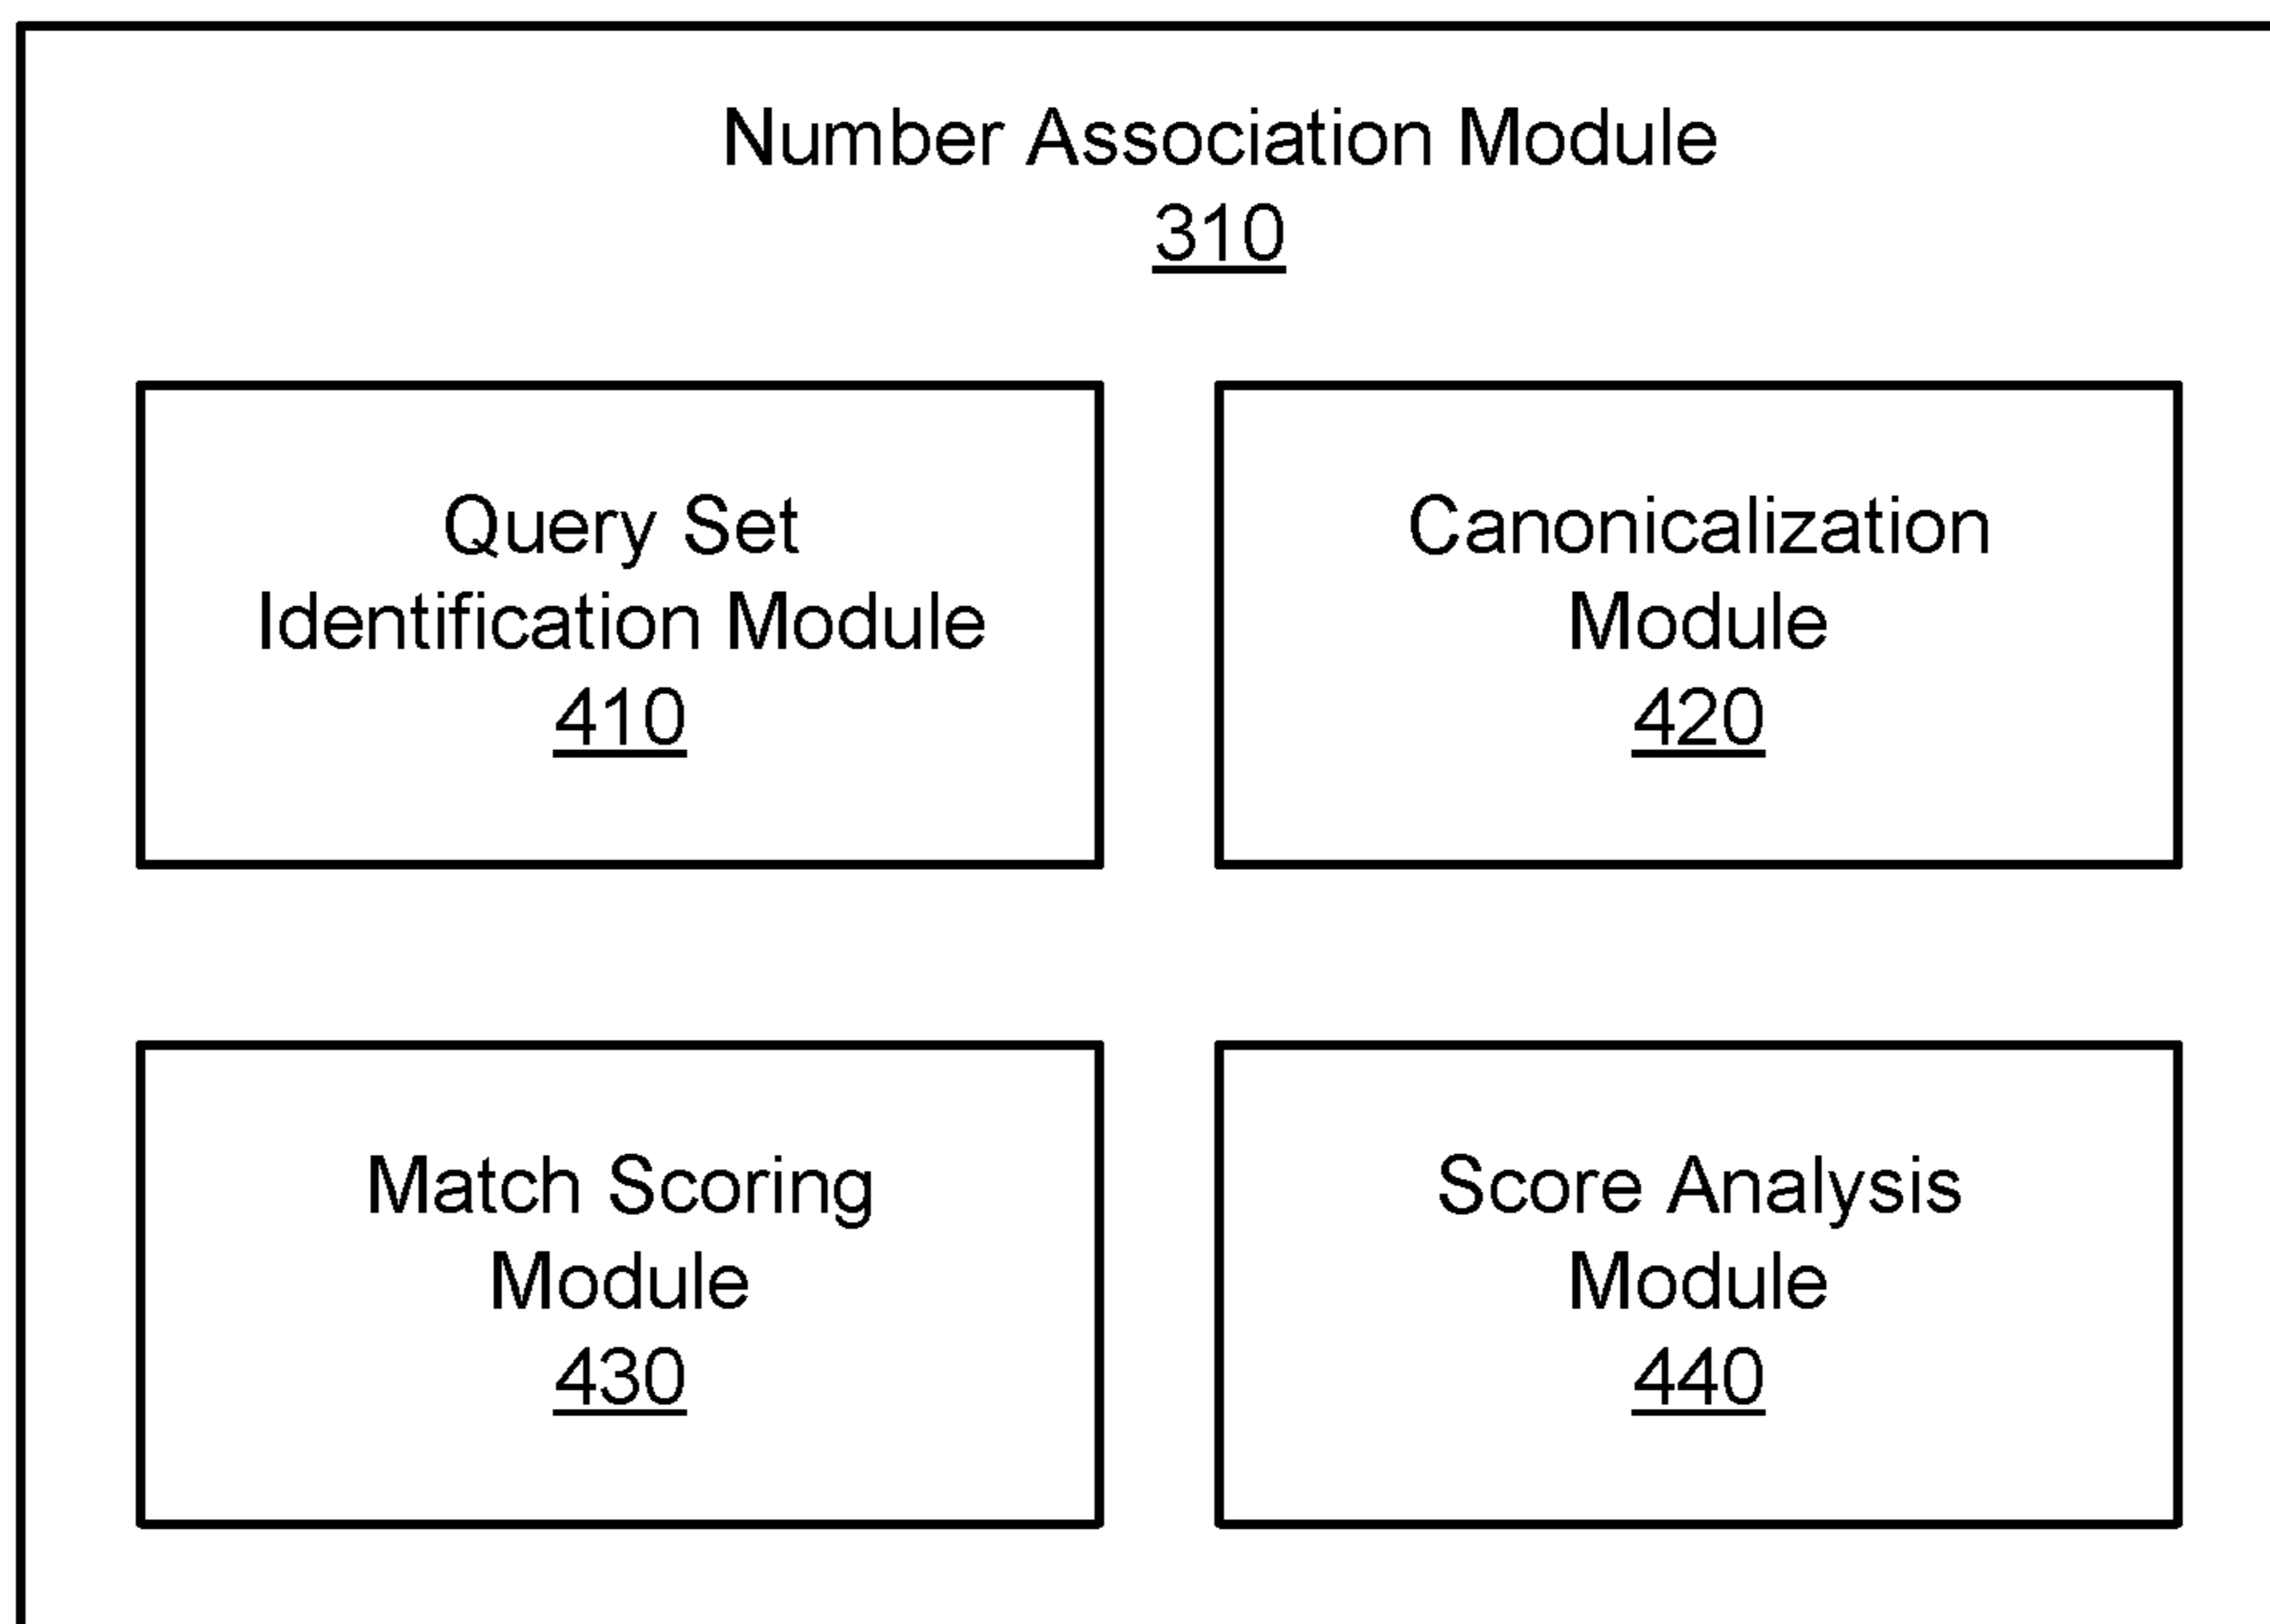 Number Association Module
310
Query Set
Identification Module
410
Canonicalization
Module
420
Match Scoring
Module
430
Score Analysis
Module
440